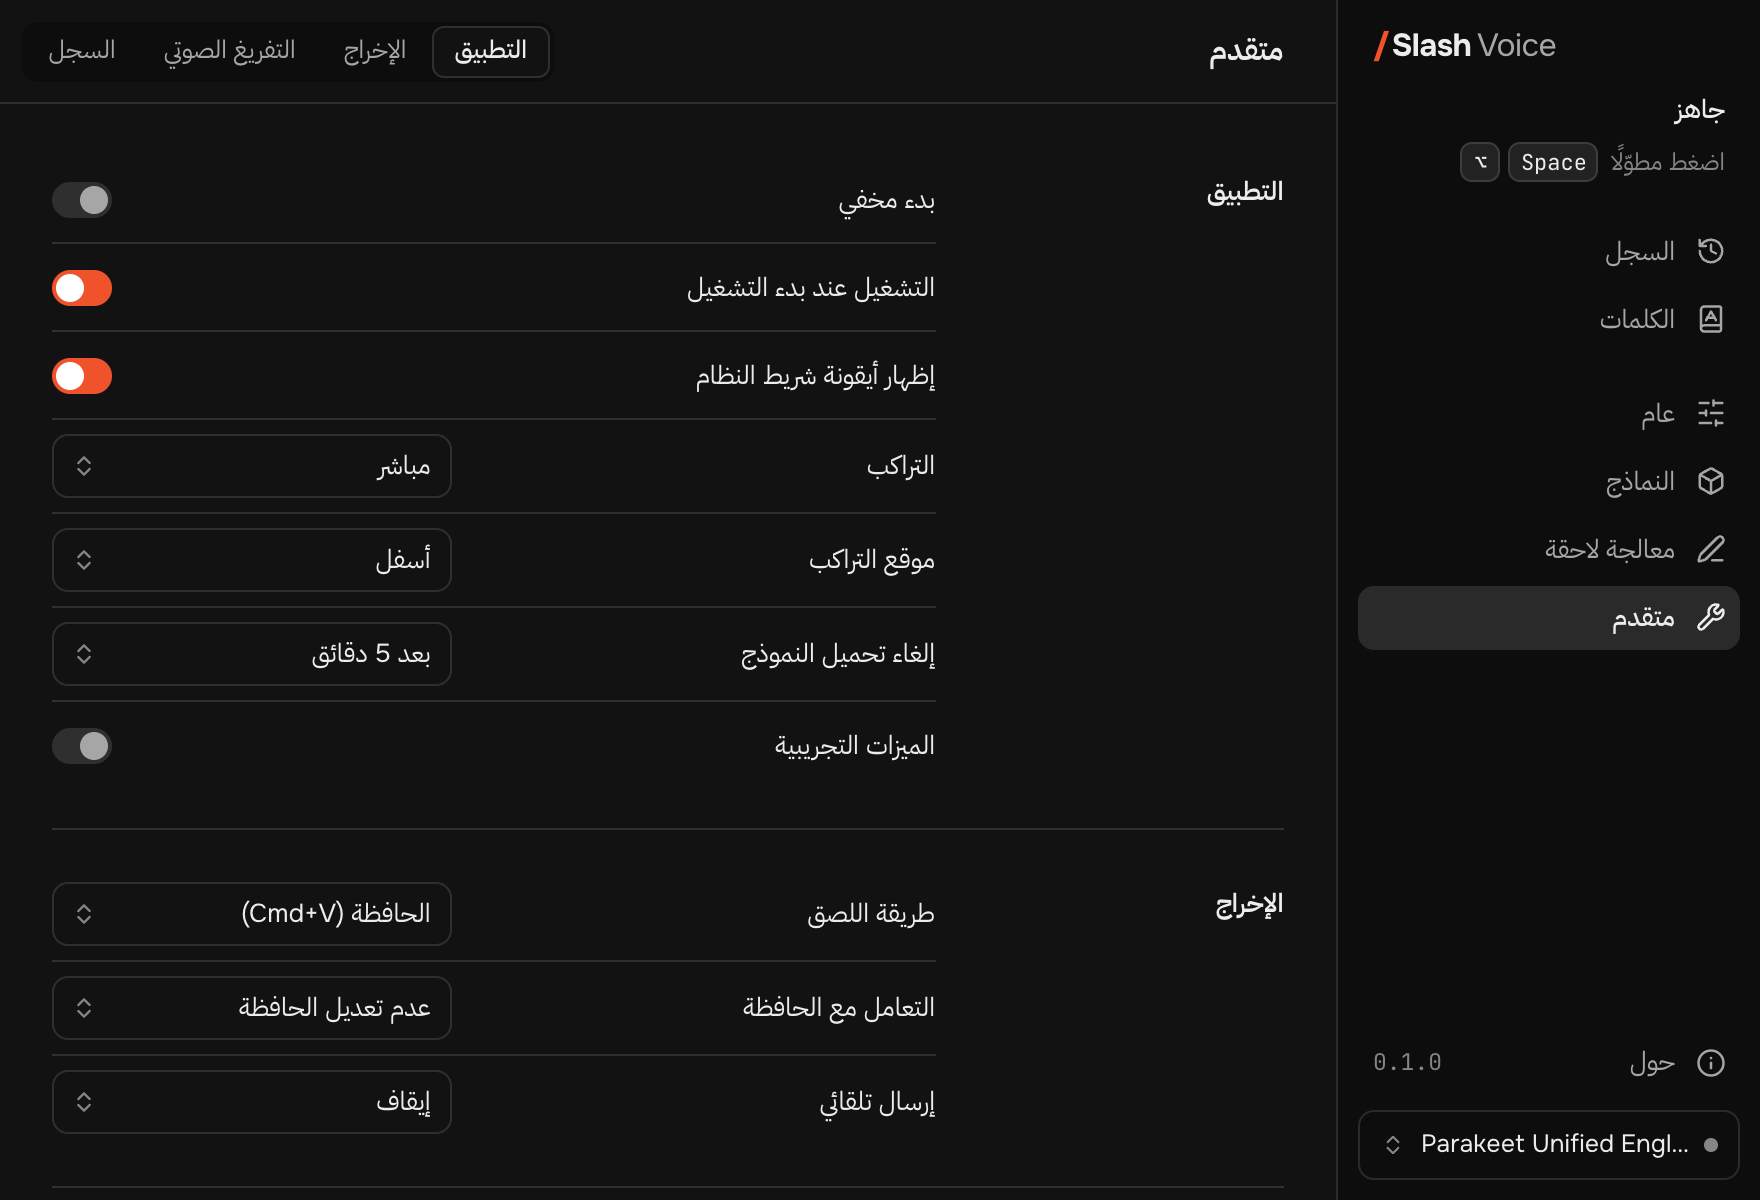 /Slash Voice
جاهز
اضغط مطوّلًا Space ⌥
السجل
الكلمات
عام
النماذج
معالجة لاحقة
متقدم
حول 0.1.0
Parakeet Unified Engl...
متقدم
التطبيق الإخراج التفريغ الصوتي السجل
التطبيق
بدء مخفي
التشغيل عند بدء التشغيل
إظهار أيقونة شريط النظام
التراكب مباشر
موقع التراكب أسفل
إلغاء تحميل النموذج بعد 5 دقائق
الميزات التجريبية
الإخراج
طريقة اللصق الحافظة (Cmd+V)
التعامل مع الحافظة عدم تعديل الحافظة
إرسال تلقائي إيقاف